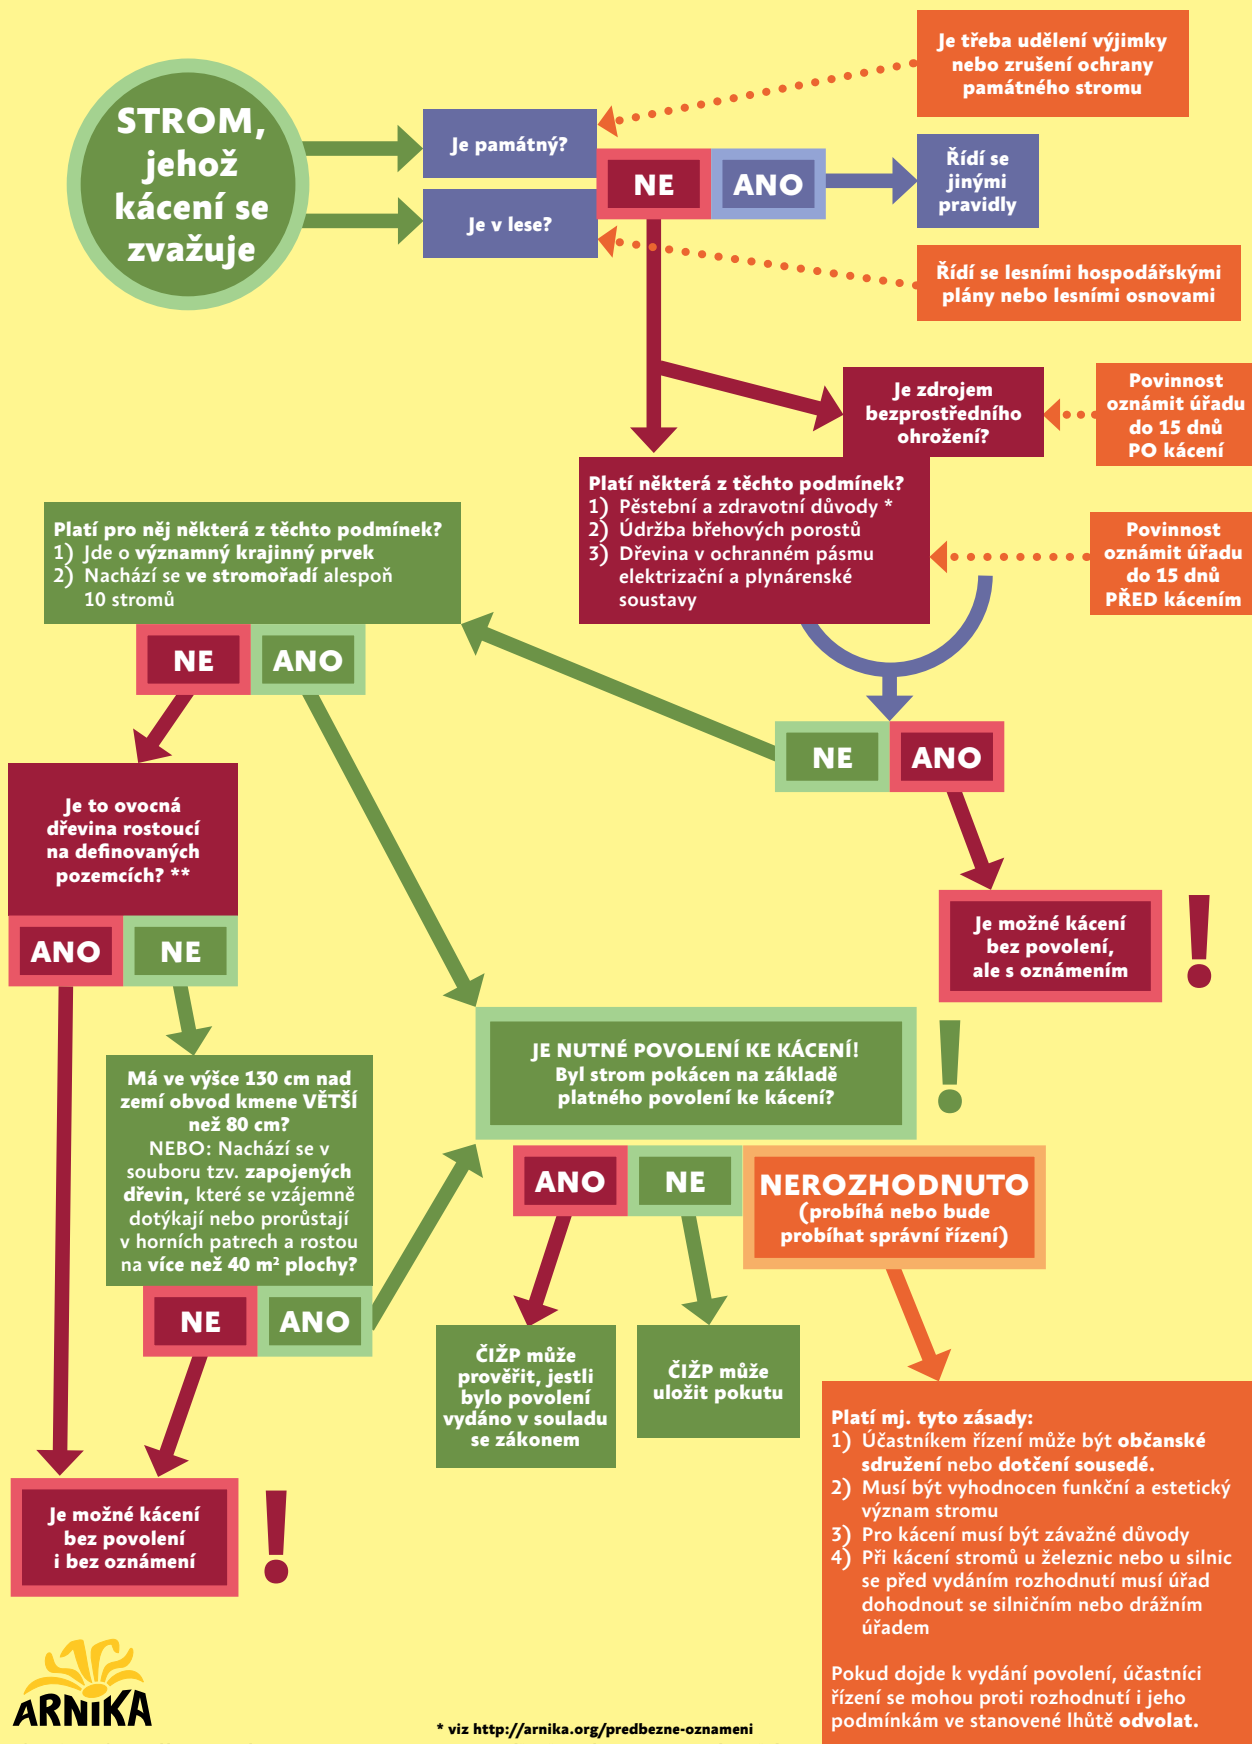 STROM,
jehož
kácení se
zvažuje
Je památný?
Je v lese?
NE
ANO
Je třeba udělení výjimky
nebo zrušení ochrany
památného stromu
Řídí se
jinými
pravidly
Řídí se lesními hospodářskými
plány nebo lesními osnovami
Je zdrojem
bezprostředního
ohrožení?
Povinnost
oznámit úřadu
do 15 dnů
PO kácení
Platí některá z těchto podmínek?
1) Pěstební a zdravotní důvody *
2) Údržba břehových porostů
3) Dřevina v ochranném pásmu
elektrizační a plynárenské
soustavy
Povinnost
oznámit úřadu
do 15 dnů
PŘED kácením
Platí pro něj některá z těchto podmínek?
1) Jde o významný krajinný prvek
2) Nachází se ve stromořadí alespoň
10 stromů
NE
ANO
NE
ANO
Je to ovocná
dřevina rostoucí
na definovaných
pozemcích? **
ANO
NE
Je možné kácení
bez povolení,
ale s oznámením
!
JE NUTNÉ POVOLENÍ KE KÁCENÍ!
Byl strom pokácen na základě
platného povolení ke kácení?
!
Má ve výšce 130 cm nad
zemí obvod kmene VĚTŠÍ
než 80 cm?
NEBO: Nachází se v
souboru tzv. zapojených
dřevin, které se vzájemně
dotýkají nebo prorůstají
v horních patrech a rostou
na více než 40 m² plochy?
NE
ANO
ANO
NE
NEROZHODNUTO
(probíhá nebo bude
probíhat správní řízení)
ČIŽP může
prověřit, jestli
bylo povolení
vydáno v souladu
se zákonem
ČIŽP může
uložit pokutu
Platí mj. tyto zásady:
1) Účastníkem řízení může být občanské
sdružení nebo dotčení sousedé.
2) Musí být vyhodnocen funkční a estetický
význam stromu
3) Pro kácení musí být závažné důvody
4) Při kácení stromů u železnic nebo u silnic
se před vydáním rozhodnutí musí úřad
dohodnout se silničním nebo drážním
úřadem
Pokud dojde k vydání povolení, účastníci
řízení se mohou proti rozhodnutí i jeho
podmínkám ve stanovené lhůtě odvolat.
Je možné kácení
bez povolení
i bez oznámení
!
ARNIKA
* viz http://arnika.org/predbezne-oznameni